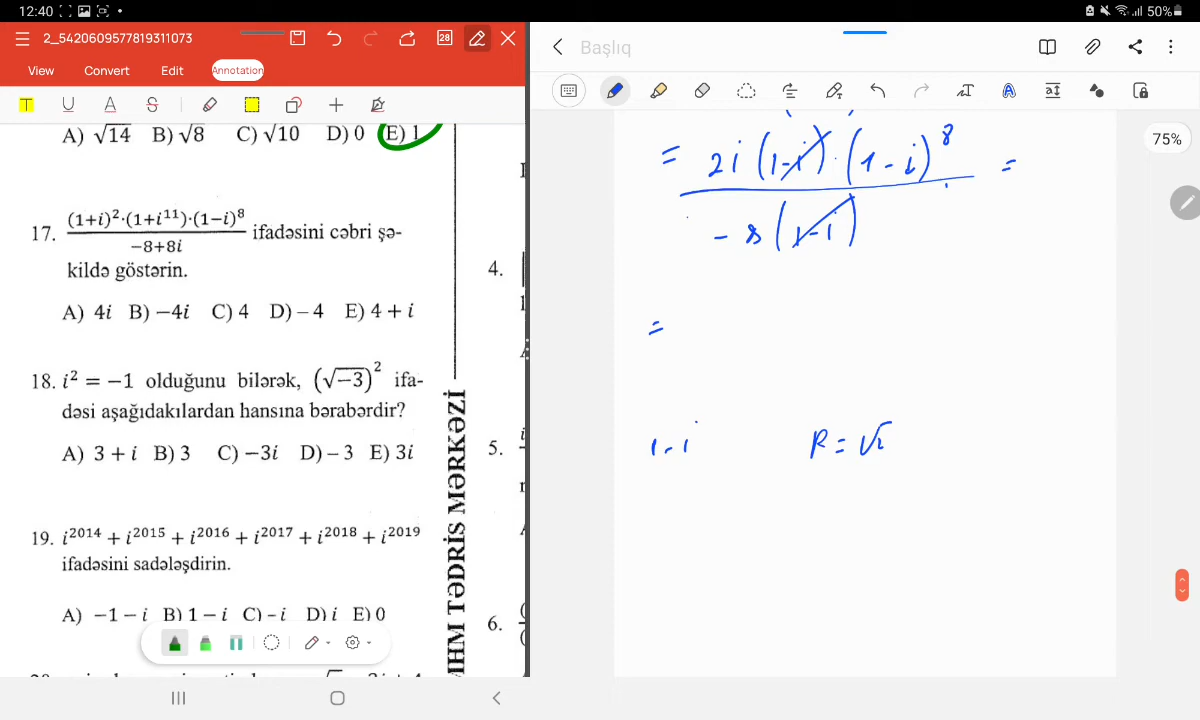 12:40
50%
2_5420609577819311073
28
View Convert Edit Annotation
A) √14 B) √8 C) √10 D) 0 E) 1
17. (1+i)²·(1+i¹¹)·(1−i)⁸ / −8+8i ifadəsini cəbri şə-
kildə göstərin.
A) 4i B) −4i C) 4 D) – 4 E) 4 + i
18. i² = −1 olduğunu bilərək, (√−3)² ifa-
dəsi aşağıdakılardan hansına bərabərdir?
A) 3 + i B) 3 C) −3i D) – 3 E) 3i
19. i²⁰¹⁴ + i²⁰¹⁵ + i²⁰¹⁶ + i²⁰¹⁷ + i²⁰¹⁸ + i²⁰¹⁹
ifadəsini sadələşdirin.
A) −1 − i B) 1 − i C) - i D) i E) 0
4.
5.
6.
TƏDRİS MƏRKƏZİ
Başlıq
75%
= 2i(1-i)·(1-i)⁸ / -8(1-i) =
=
1-i R=√2